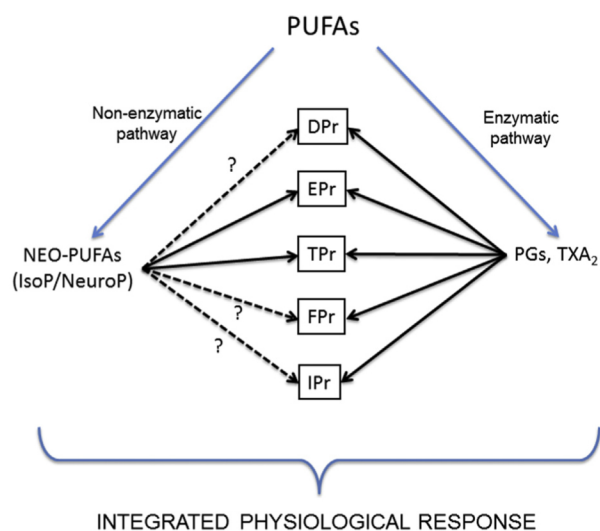 PUFAs
Non-enzymatic
pathway
Enzymatic
pathway
DPr
?
EPr
NEO-PUFAs
(IsoP/NeuroP)
TPr
PGs, TXA₂
?
FPr
?
IPr
INTEGRATED PHYSIOLOGICAL RESPONSE